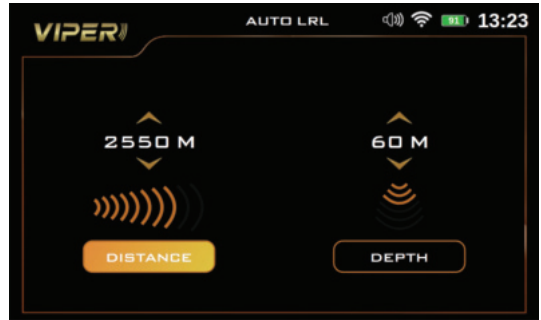 VIPER
AUTO LRL
91
13:23
2550 M
60 M
DISTANCE
DEPTH